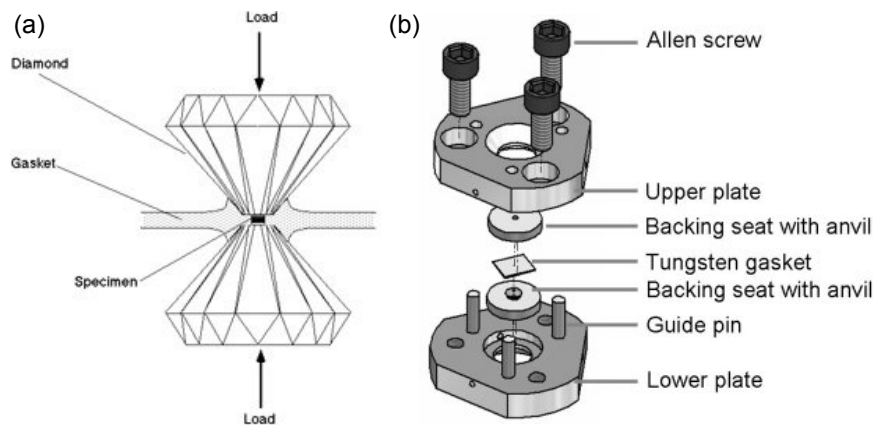 (a)
Load
Diamond
Gasket
Specimen
Load
(b)
Allen screw
Upper plate
Backing seat with anvil
Tungsten gasket
Backing seat with anvil
Guide pin
Lower plate